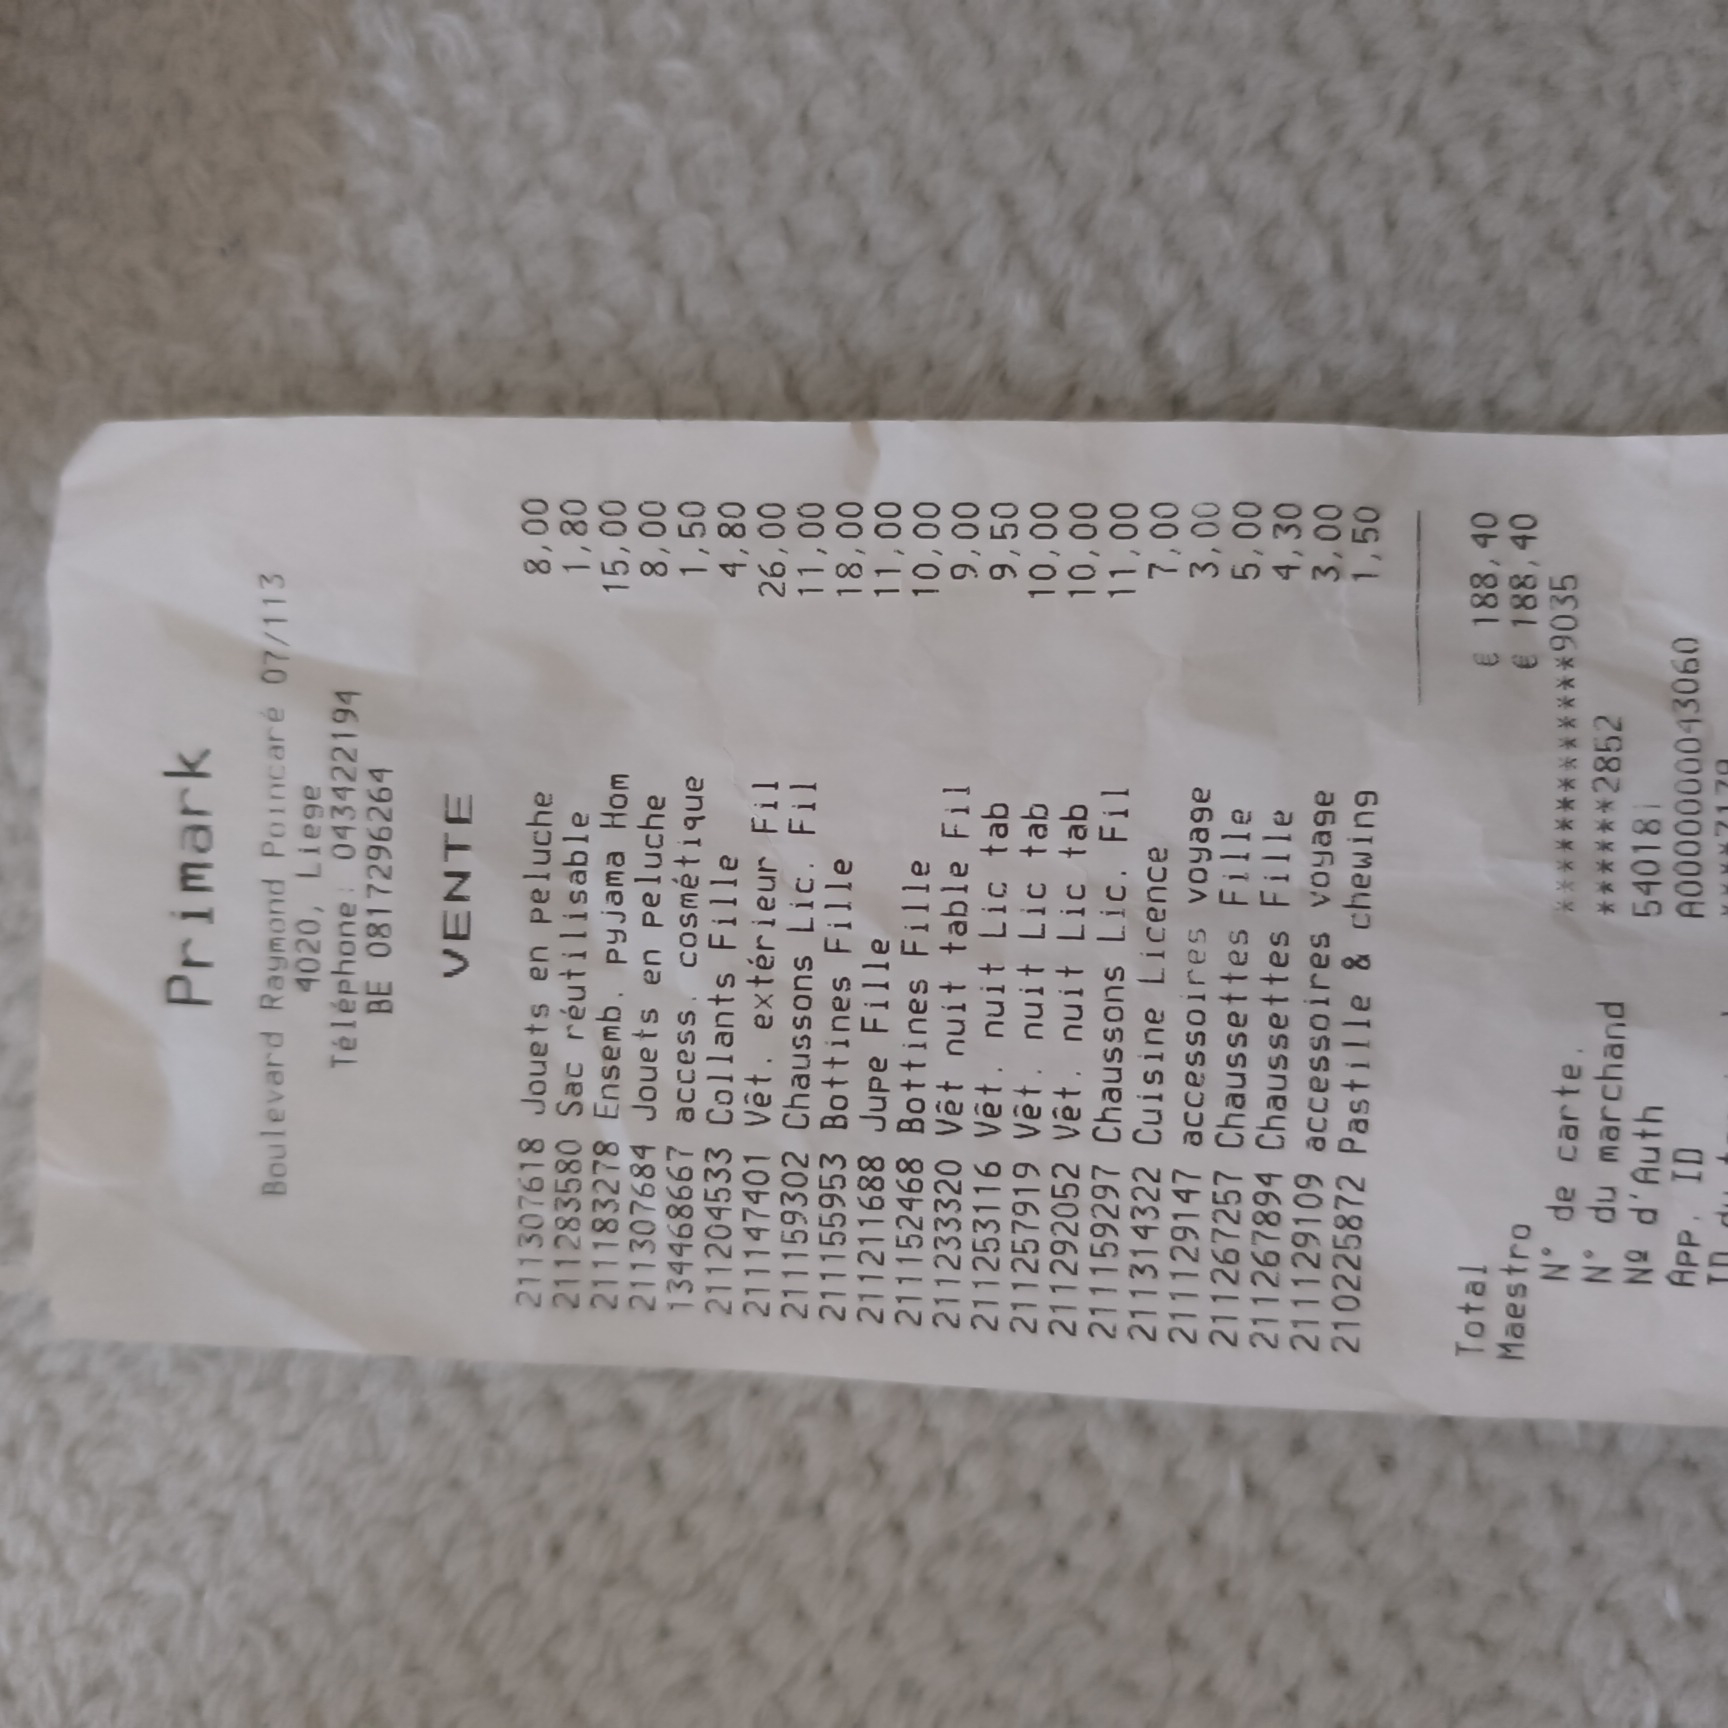 Primark
Boulevard Raymond Poincaré 07/113
4020, Liege
Téléphone: 043422194
BE 0817296264
VENTE
211307618 Jouets en peluche 8,00
211283580 Sac réutilisable 1,80
211183278 Ensemb. pyjama Hom 15,00
211307684 Jouets en peluche 8,00
134468667 access. cosmétique 1,50
211204533 Collants Fille 4,80
211147401 Vêt. extérieur Fil 26,00
211159302 Chaussons Lic. Fil 11,00
211155953 Bottines Fille 18,00
211211688 Jupe Fille 11,00
211152468 Bottines Fille 10,00
211233320 Vêt nuit table Fil 9,00
211253116 Vêt. nuit Lic tab 9,50
211257919 Vêt. nuit Lic tab 10,00
211292052 Vêt. nuit Lic tab 10,00
211159297 Chaussons Lic. Fil 11,00
211314322 Cuisine Licence 7,00
211129147 accessoires voyage 3,00
211267257 Chaussettes Fille 5,00
211267894 Chaussettes Fille 4,30
211129109 accessoires voyage 3,00
210225872 Pastille & chewing 1,50
Total € 188,40
Maestro € 188,40
N° de carte. ***************9035
N° du marchand ******2852
Nº d'Auth 54018
App. ID A0000000043060